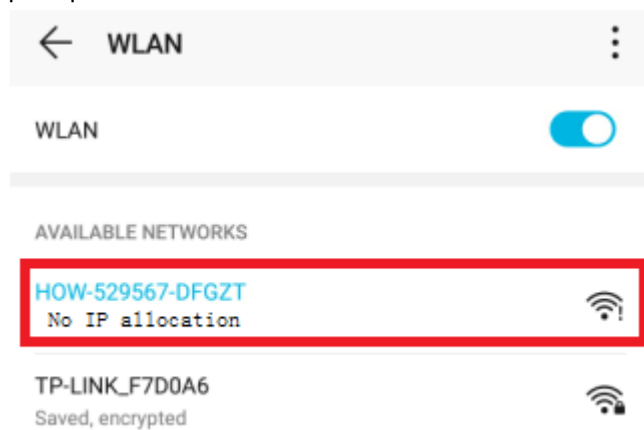 WLAN
WLAN
AVAILABLE NETWORKS
HOW-529567-DFGZT
No IP allocation
TP-LINK_F7D0A6
Saved, encrypted